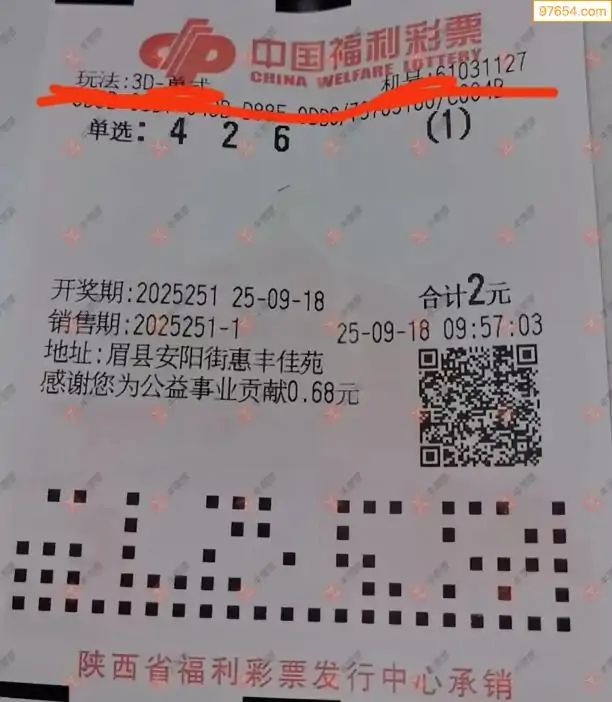 97654.com
中国福利彩票
CHINA WELFARE LOTTERY
玩法:3D-单式 机号:61031127
单选: 4 2 6 (1)
开奖期:2025251 25-09-18 合计2元
销售期:2025251-1 25-09-18 09:57:03
地址:眉县安阳街惠丰佳苑
感谢您为公益事业贡献0.68元
陕西省福利彩票发行中心承销